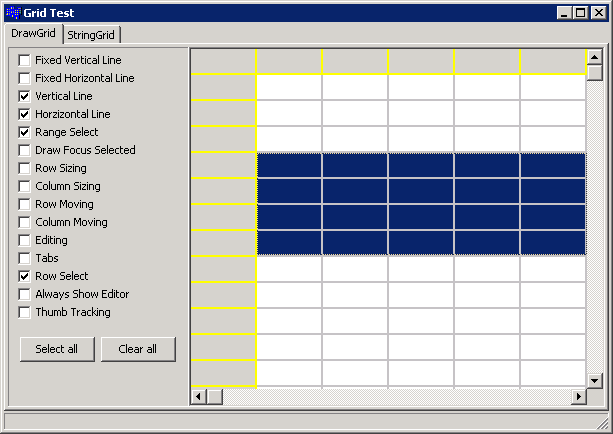 Grid Test
DrawGrid StringGrid
Fixed Vertical Line
Fixed Horizontal Line
Vertical Line
Horzizontal Line
Range Select
Draw Focus Selected
Row Sizing
Column Sizing
Row Moving
Column Moving
Editing
Tabs
Row Select
Always Show Editor
Thumb Tracking
Select all Clear all